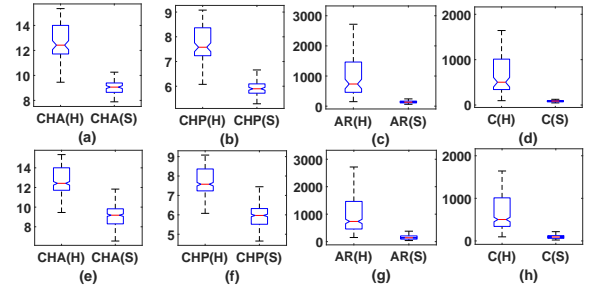 14
12
10
8
CHA(H) CHA(S)
(a)
9
8
7
6
CHP(H) CHP(S)
(b)
3000
2000
1000
0
AR(H) AR(S)
(c)
2000
1000
0
C(H) C(S)
(d)
14
12
10
8
CHA(H) CHA(S)
(e)
9
8
7
6
5
CHP(H) CHP(S)
(f)
3000
2000
1000
0
AR(H) AR(S)
(g)
2000
1000
0
C(H) C(S)
(h)